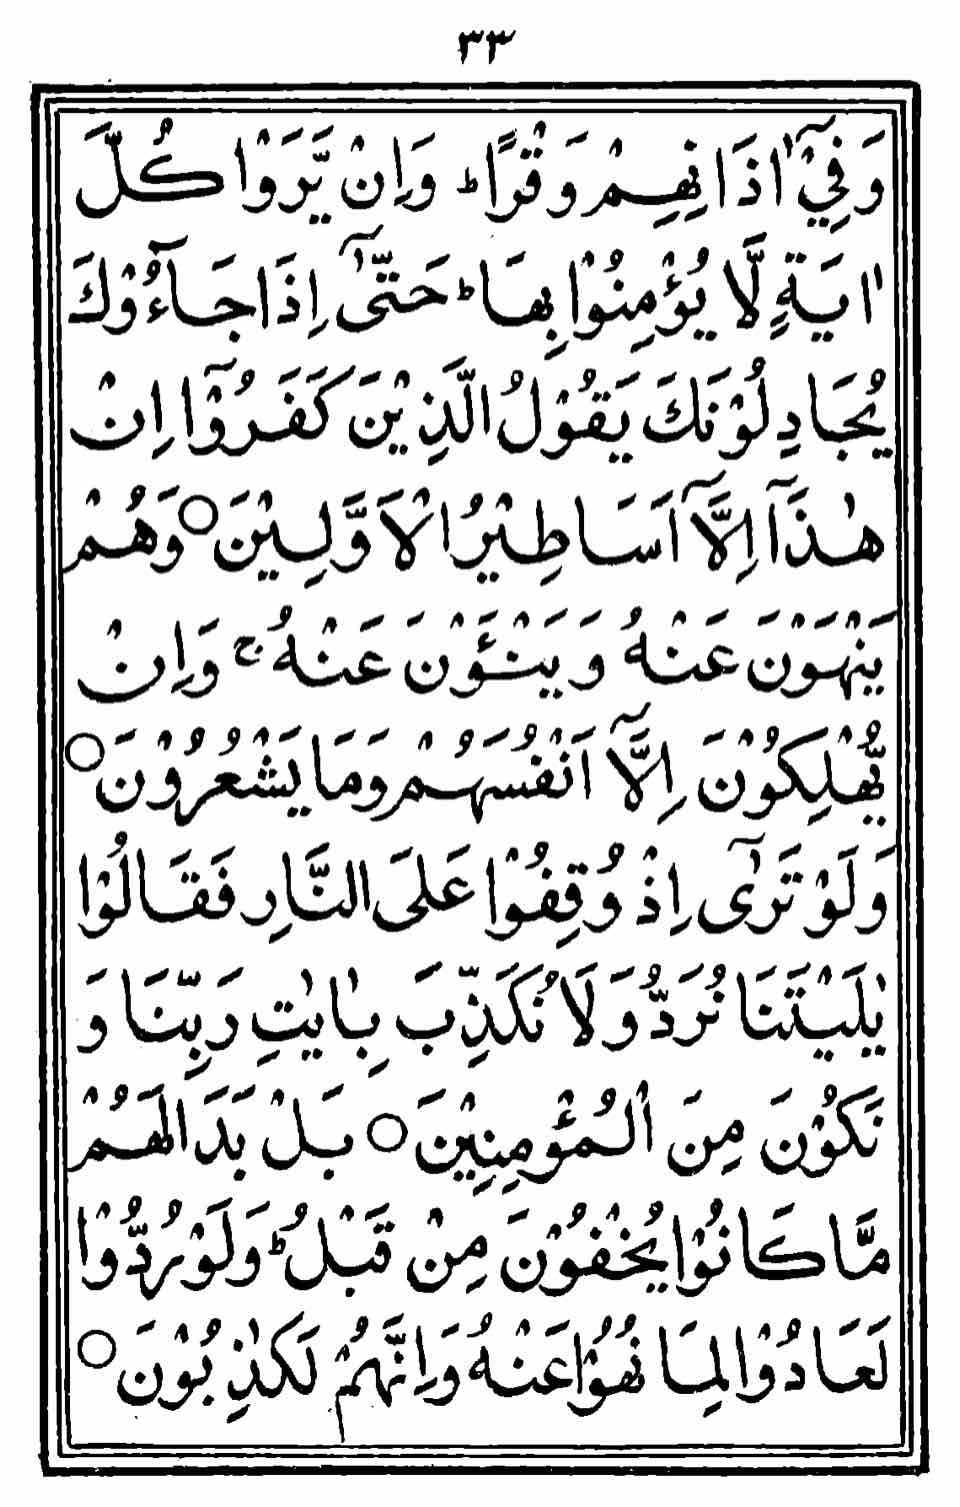 ٣٣
وَفِيْۤ اٰذَانِهِمْ وَقْرًا ؕ وَاِنْ يَّرَوْا كُلَّ
اٰيَةٍ لَّا يُؤْمِنُوْا بِهَا ؕ حَتّٰۤى اِذَا جَآءُوْكَ
يُجَادِلُوْنَكَ يَقُوْلُ الَّذِيْنَ كَفَرُوْۤا اِنْ
هٰذَاۤ اِلَّاۤ اَسَاطِيْرُ الْاَوَّلِيْنَ ○ وَهُمْ
يَنْهَوْنَ عَنْهُ وَيَنْـَٔوْنَ عَنْهُ ۚ وَاِنْ
يُّهْلِكُوْنَ اِلَّاۤ اَنْفُسَهُمْ وَمَا يَشْعُرُوْنَ ○
وَلَوْ تَرٰۤى اِذْ وُقِفُوْا عَلَى النَّارِ فَقَالُوْا
يٰلَيْتَنَا نُرَدُّ وَلَا نُكَذِّبَ بِاٰيٰتِ رَبِّنَا وَ
نَكُوْنَ مِنَ الْمُؤْمِنِيْنَ ○ بَلْ بَدَا لَهُمْ
مَّا كَانُوْا يُخْفُوْنَ مِنْ قَبْلُ ؕ وَلَوْ رُدُّوْا
لَعَادُوْا لِمَا نُهُوْا عَنْهُ وَاِنَّهُمْ لَكٰذِبُوْنَ ○